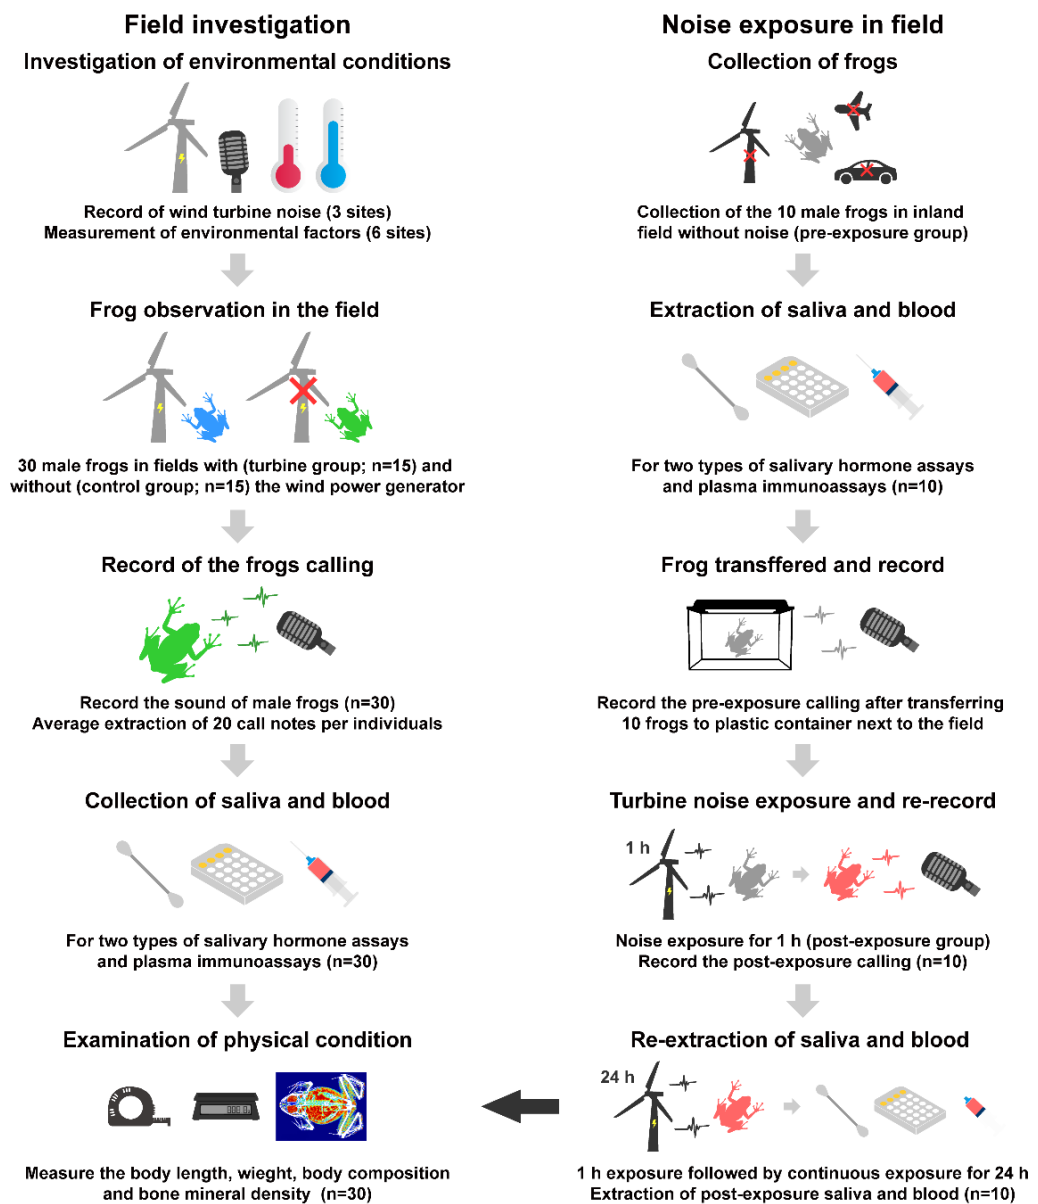 Field investigation
Investigation of environmental conditions
Record of wind turbine noise (3 sites)
Measurement of environmental factors (6 sites)
Frog observation in the field
30 male frogs in fields with (turbine group; n=15) and
without (control group; n=15) the wind power generator
Record of the frogs calling
Record the sound of male frogs (n=30)
Average extraction of 20 call notes per individuals
Collection of saliva and blood
For two types of salivary hormone assays
and plasma immunoassays (n=30)
Examination of physical condition
Measure the body length, wieght, body composition
and bone mineral density (n=30)
Noise exposure in field
Collection of frogs
Collection of the 10 male frogs in inland
field without noise (pre-exposure group)
Extraction of saliva and blood
For two types of salivary hormone assays
and plasma immunoassays (n=10)
Frog transffered and record
Record the pre-exposure calling after transferring
10 frogs to plastic container next to the field
Turbine noise exposure and re-record
1 h
Noise exposure for 1 h (post-exposure group)
Record the post-exposure calling (n=10)
Re-extraction of saliva and blood
24 h
1 h exposure followed by continuous exposure for 24 h
Extraction of post-exposure saliva and blood (n=10)